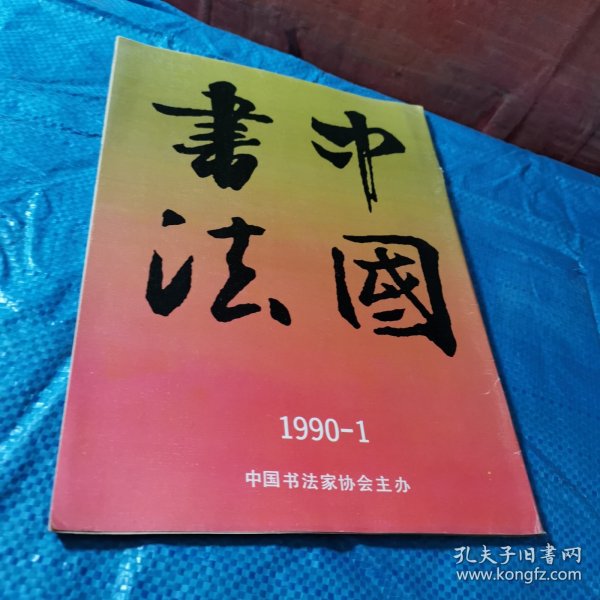 中國
書法
1990-1
中国书法家协会主办
孔夫子旧书网
www.kongfz.com